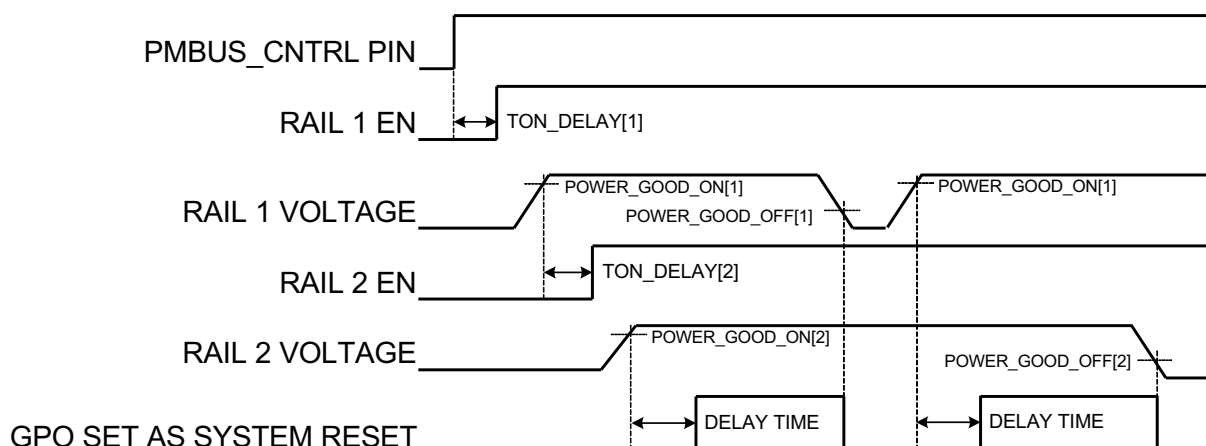 PMBUS_CNTRL PIN
RAIL 1 EN
TON_DELAY[1]
RAIL 1 VOLTAGE
POWER_GOOD_ON[1]
POWER_GOOD_OFF[1]
POWER_GOOD_ON[1]
RAIL 2 EN
TON_DELAY[2]
RAIL 2 VOLTAGE
POWER_GOOD_ON[2]
POWER_GOOD_OFF[2]
GPO SET AS SYSTEM RESET
DELAY TIME
DELAY TIME